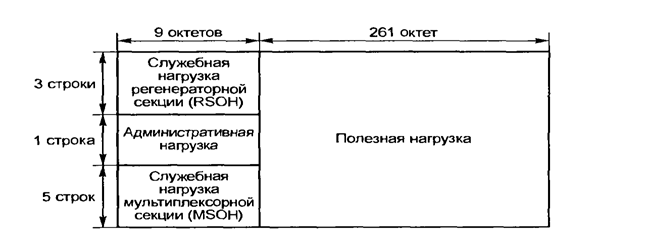 9 октетов
261 октет
3 строки
Служебная
нагрузка
регенераторной
секции (RSOH)
1 строка
Административная
нагрузка
Полезная нагрузка
5 строк
Служебная
нагрузка
мультиплексорной
секции (MSOH)